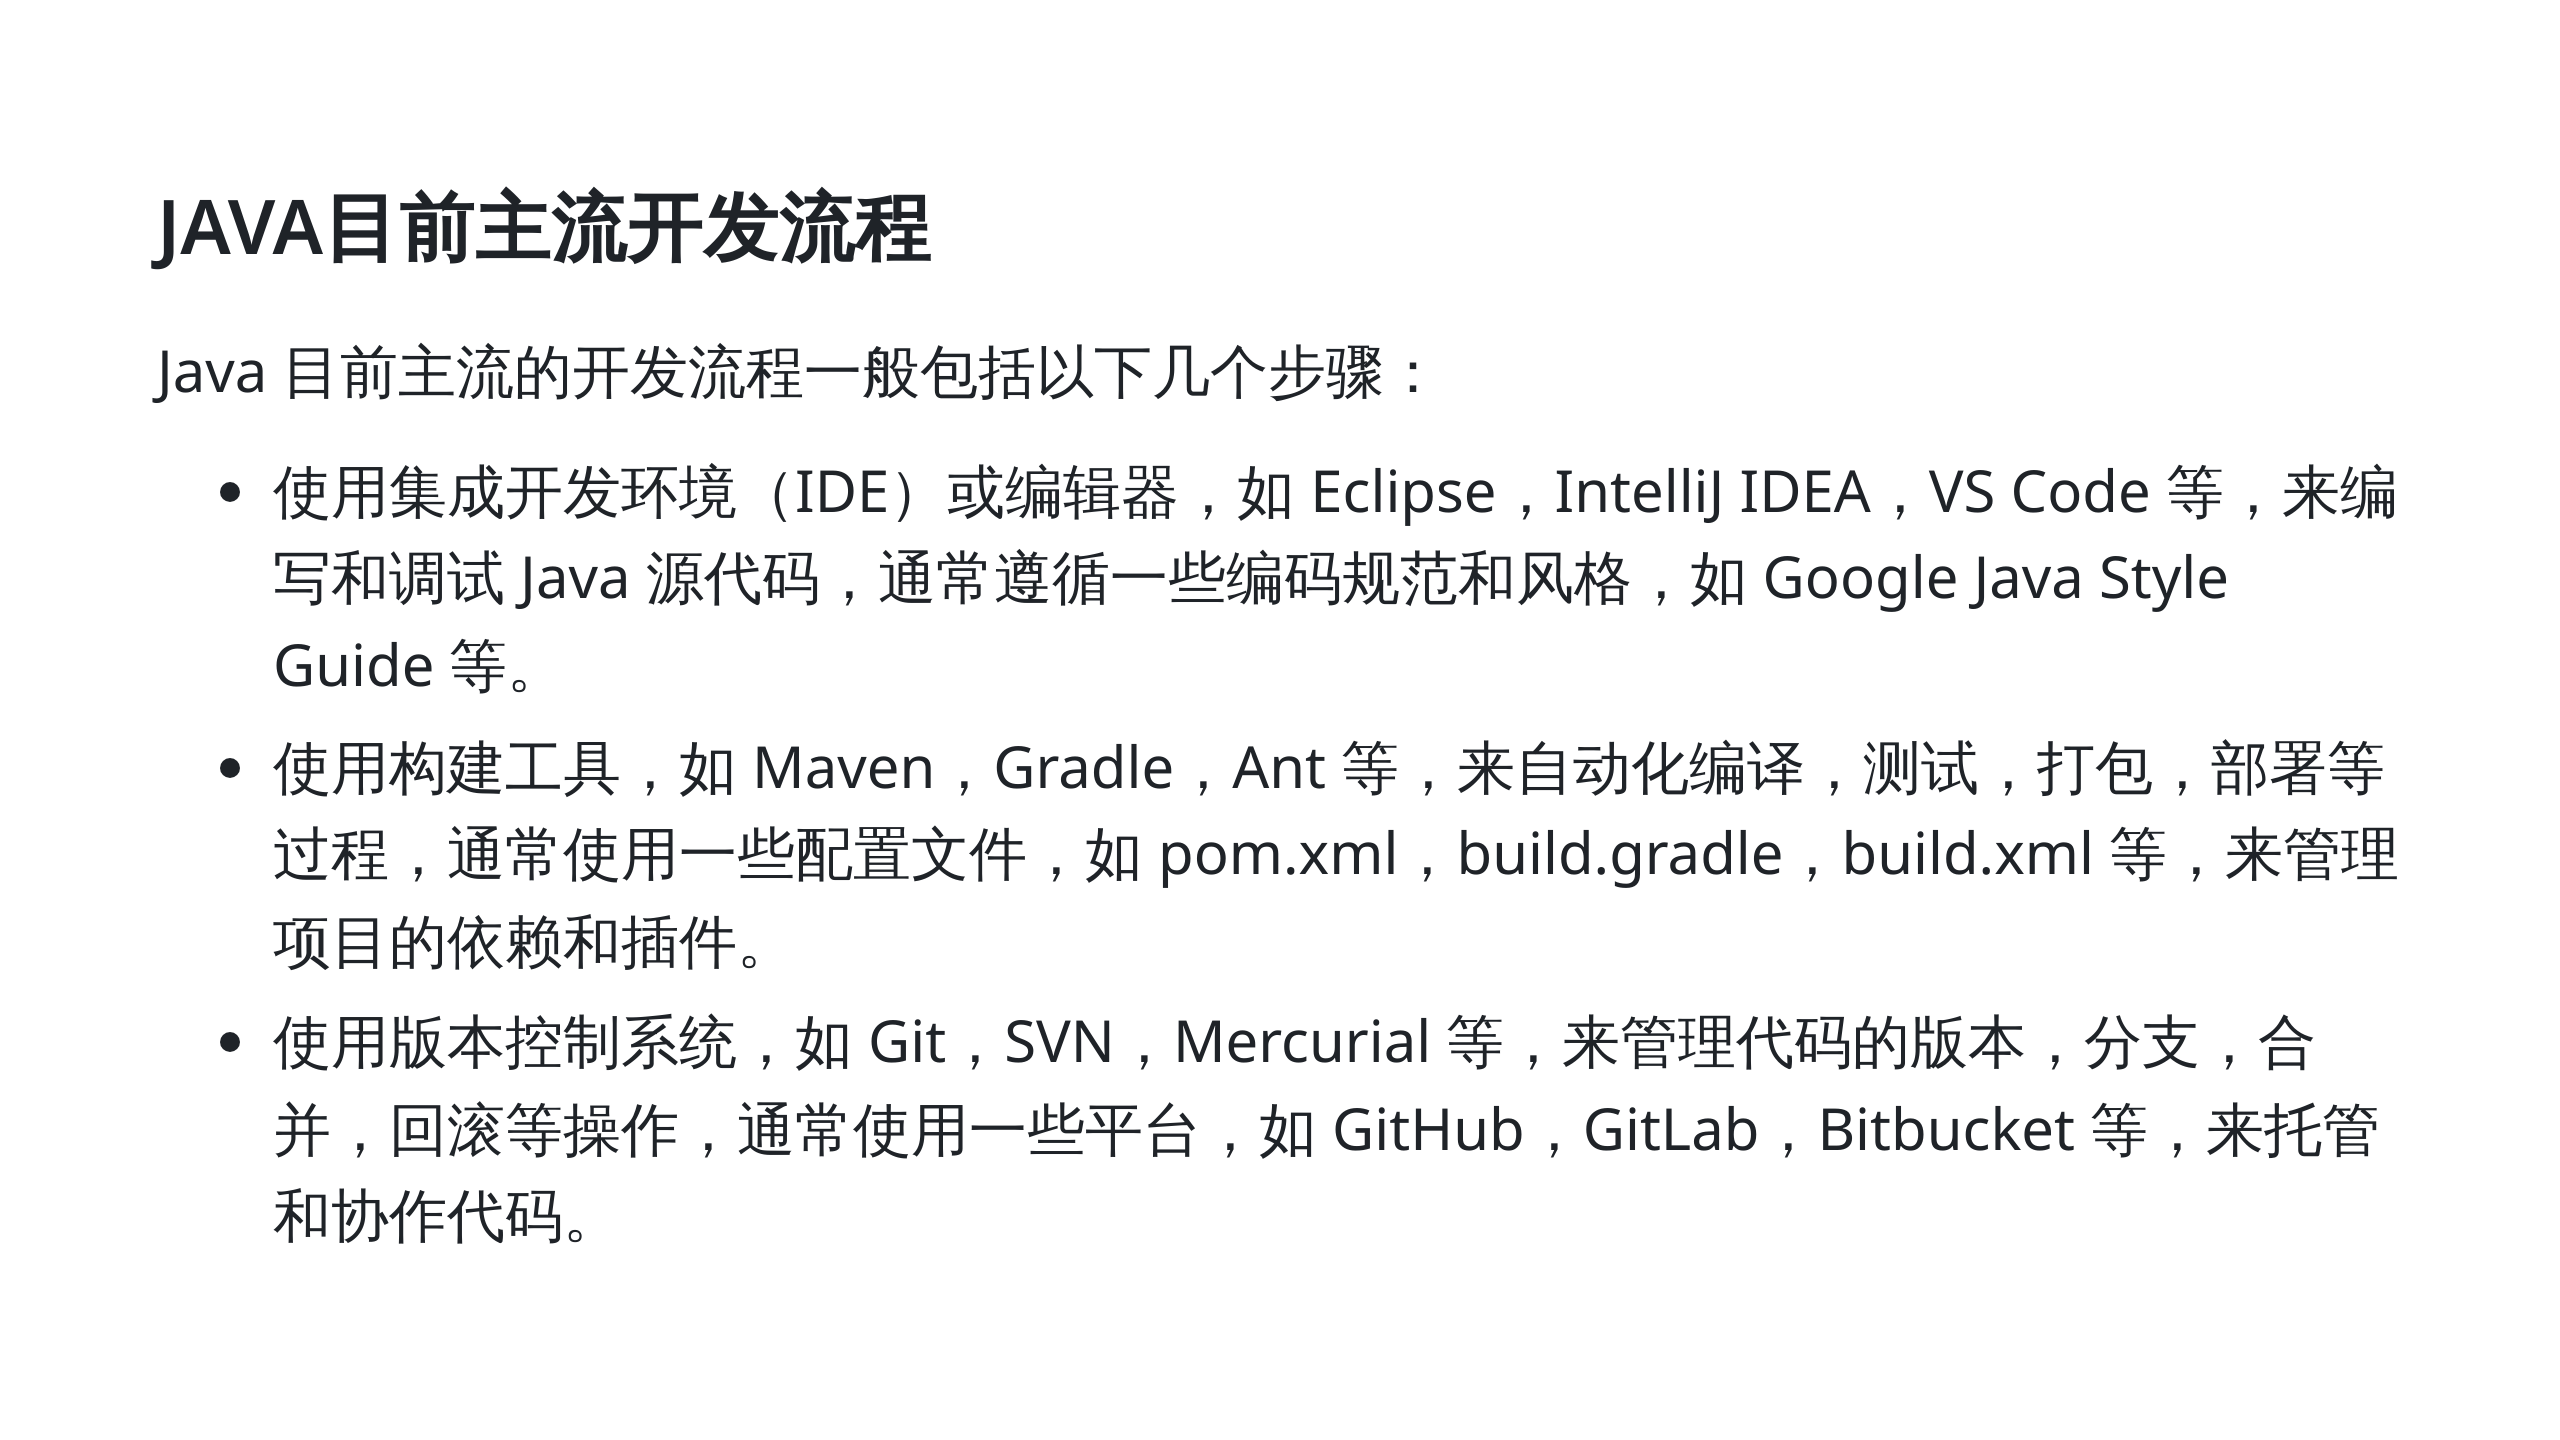 JAVA目前主流开发流程
Java 目前主流的开发流程一般包括以下几个步骤：
• 使用集成开发环境（IDE）或编辑器，如 Eclipse，IntelliJ IDEA，VS Code 等，来编
写和调试 Java 源代码，通常遵循一些编码规范和风格，如 Google Java Style
Guide 等。
• 使用构建工具，如 Maven，Gradle，Ant 等，来自动化编译，测试，打包，部署等
过程，通常使用一些配置文件，如 pom.xml，build.gradle，build.xml 等，来管理
项目的依赖和插件。
• 使用版本控制系统，如 Git，SVN，Mercurial 等，来管理代码的版本，分支，合
并，回滚等操作，通常使用一些平台，如 GitHub，GitLab，Bitbucket 等，来托管
和协作代码。